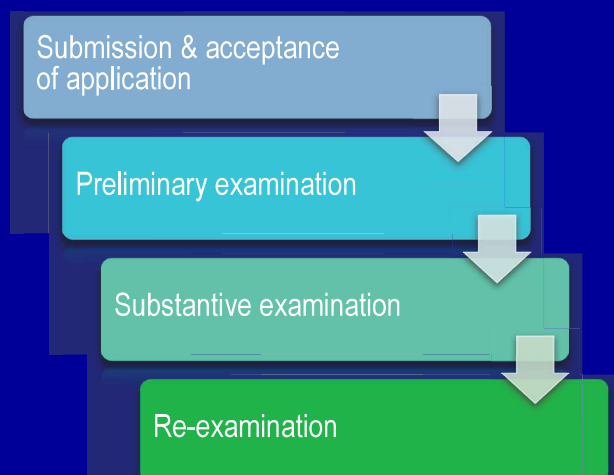 Submission & acceptance
of application
Preliminary examination
Substantive examination
Re-examination